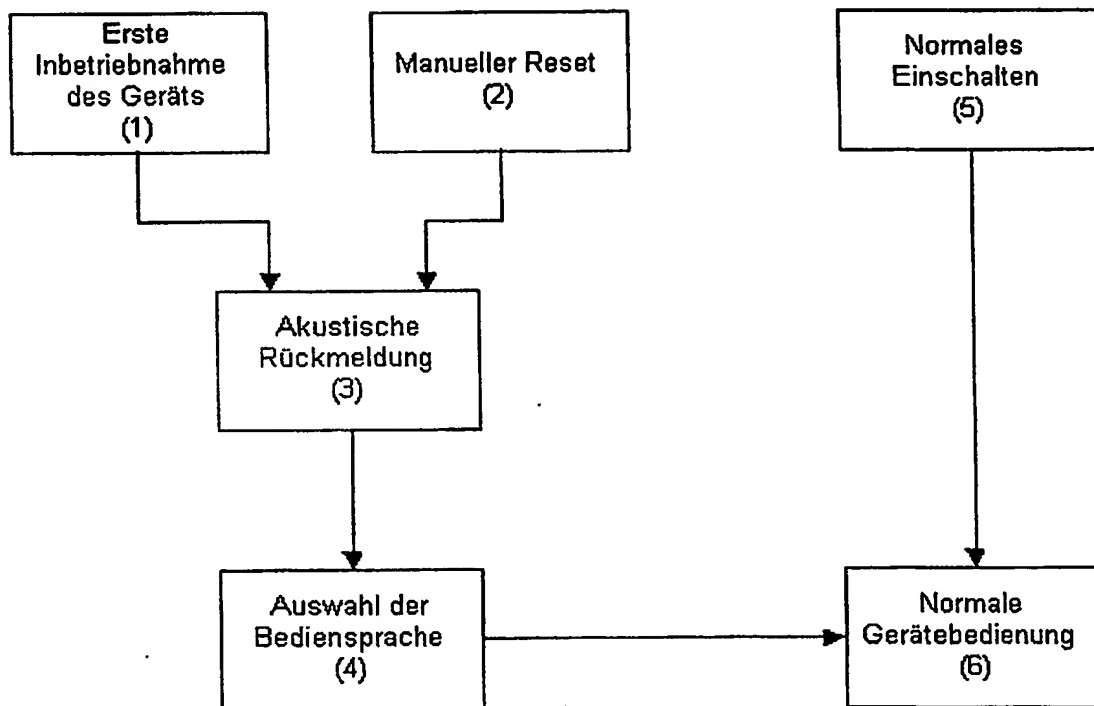 Erste
Inbetriebnahme
des Geräts
(1)
Manueller Reset
(2)
Normales
Einschalten
(5)
Akustische
Rückmeldung
(3)
Auswahl der
Bediensprache
(4)
Normale
Gerätebedienung
(6)